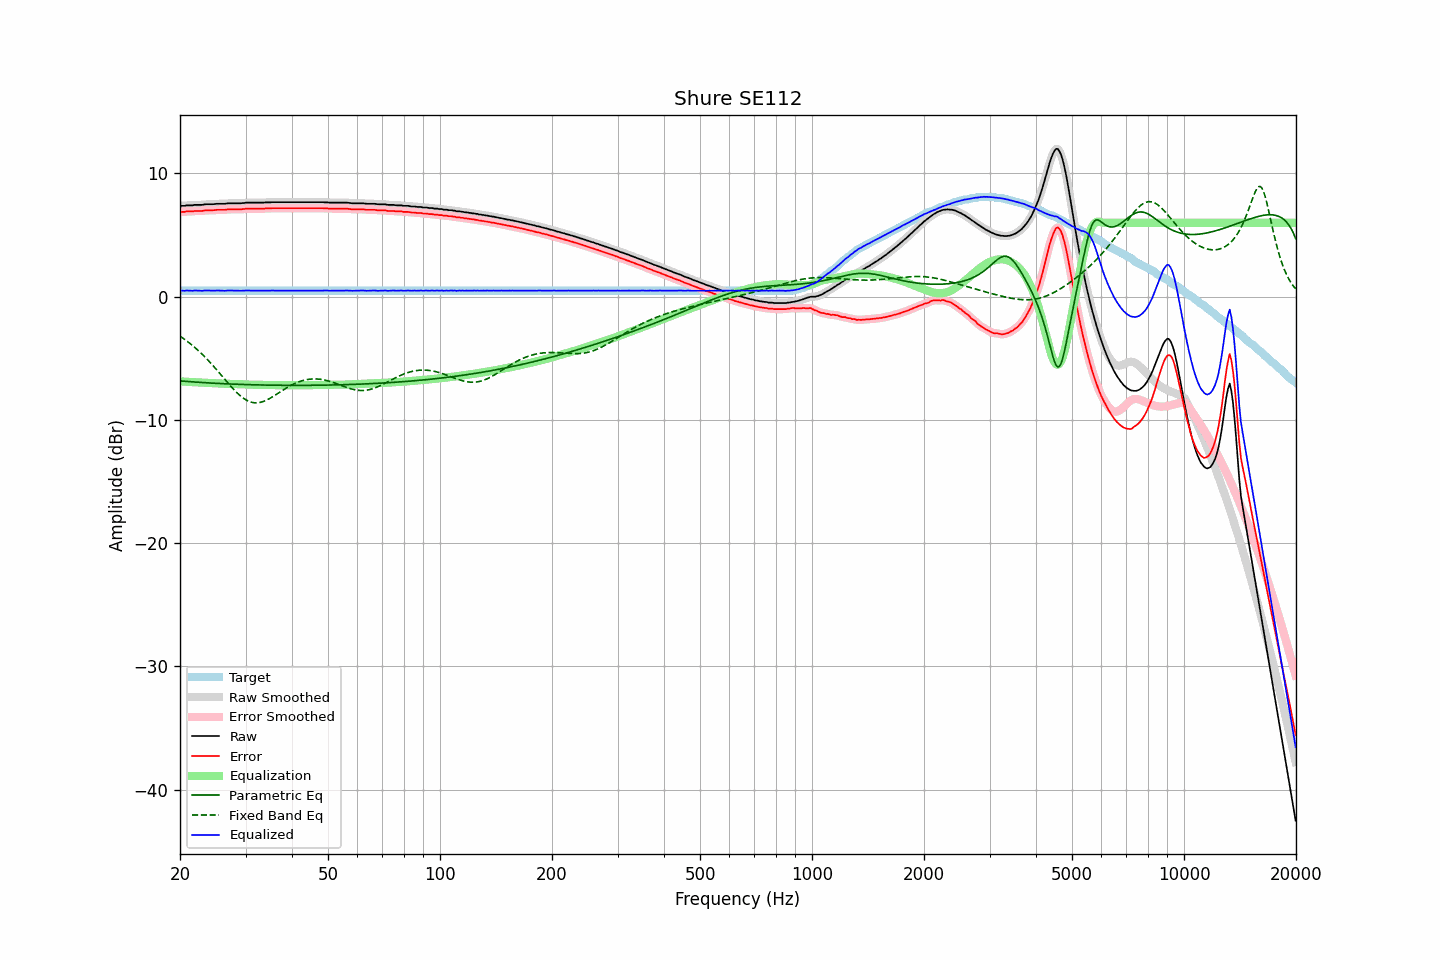 Shure SE112
Amplitude (dBr)
10
0
−10
−20
−30
−40
Target
Raw Smoothed
Error Smoothed
Raw
Error
Equalization
Parametric Eq
Fixed Band Eq
Equalized
20 50 100 200 500 1000 2000 5000 10000 20000
Frequency (Hz)